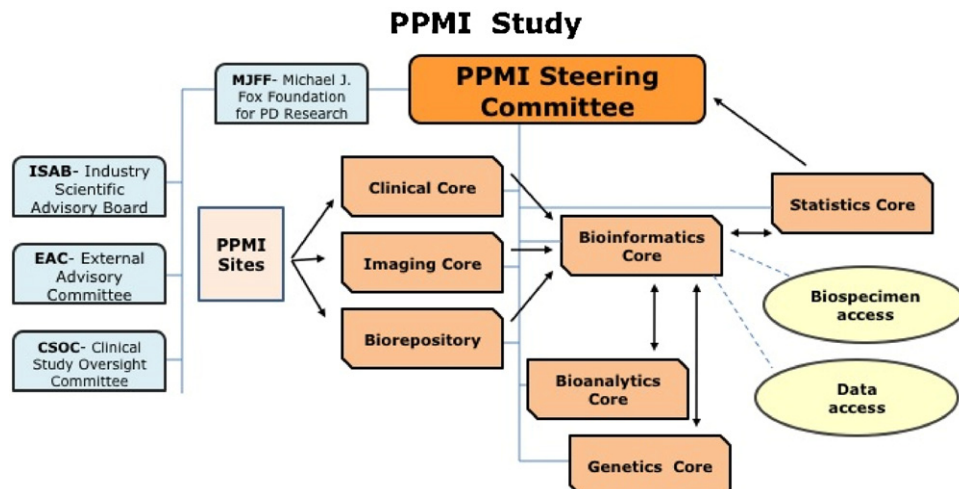 PPMI Study
MJFF- Michael J.
Fox Foundation
for PD Research
PPMI Steering
Committee
ISAB- Industry
Scientific
Advisory Board
EAC- External
Advisory
Committee
CSOC- Clinical
Study Oversight
Committee
PPMI
Sites
Clinical Core
Imaging Core
Biorepository
Bioinformatics
Core
Statistics Core
Bioanalytics
Core
Genetics Core
Biospecimen
access
Data
access